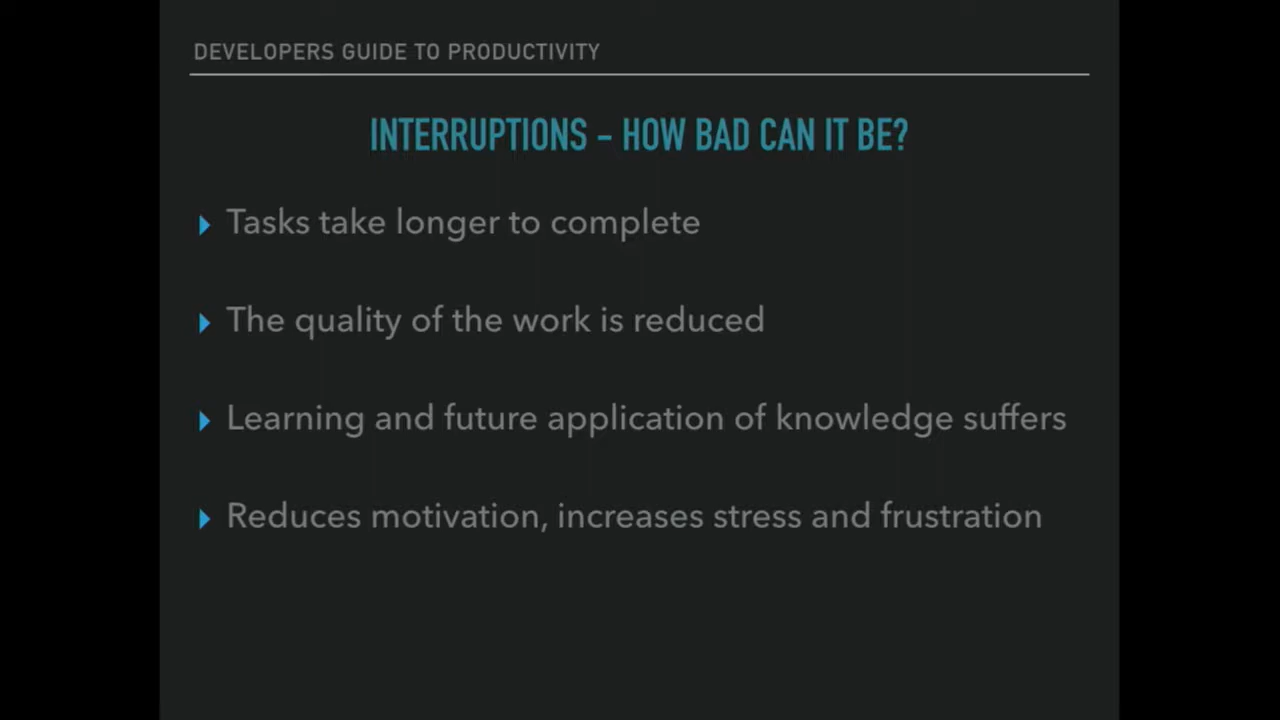 DEVELOPERS GUIDE TO PRODUCTIVITY
INTERRUPTIONS - HOW BAD CAN IT BE?
Tasks take longer to complete
The quality of the work is reduced
Learning and future application of knowledge suffers
Reduces motivation, increases stress and frustration